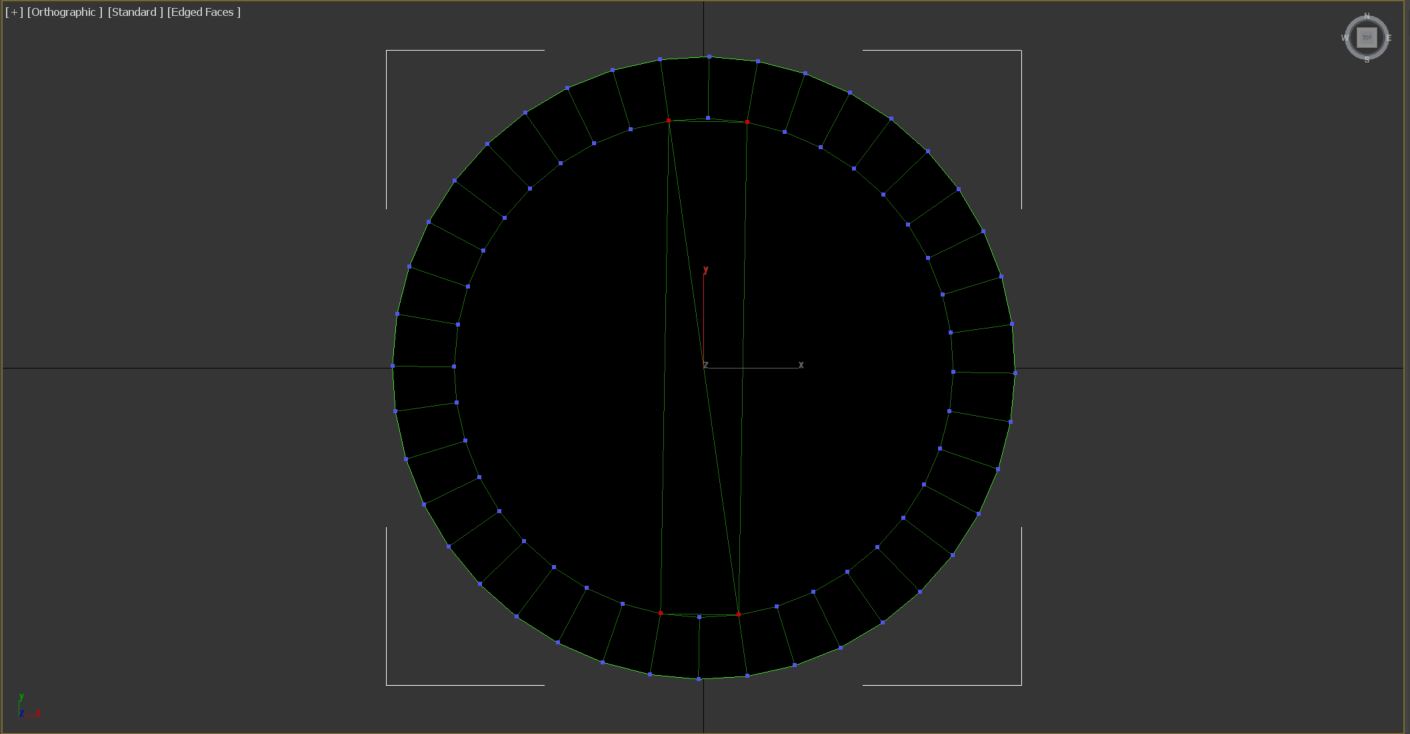 [+] [Orthographic ] [Standard ] [Edged Faces ]
N
W TOP E
S
y
z x
y
z x